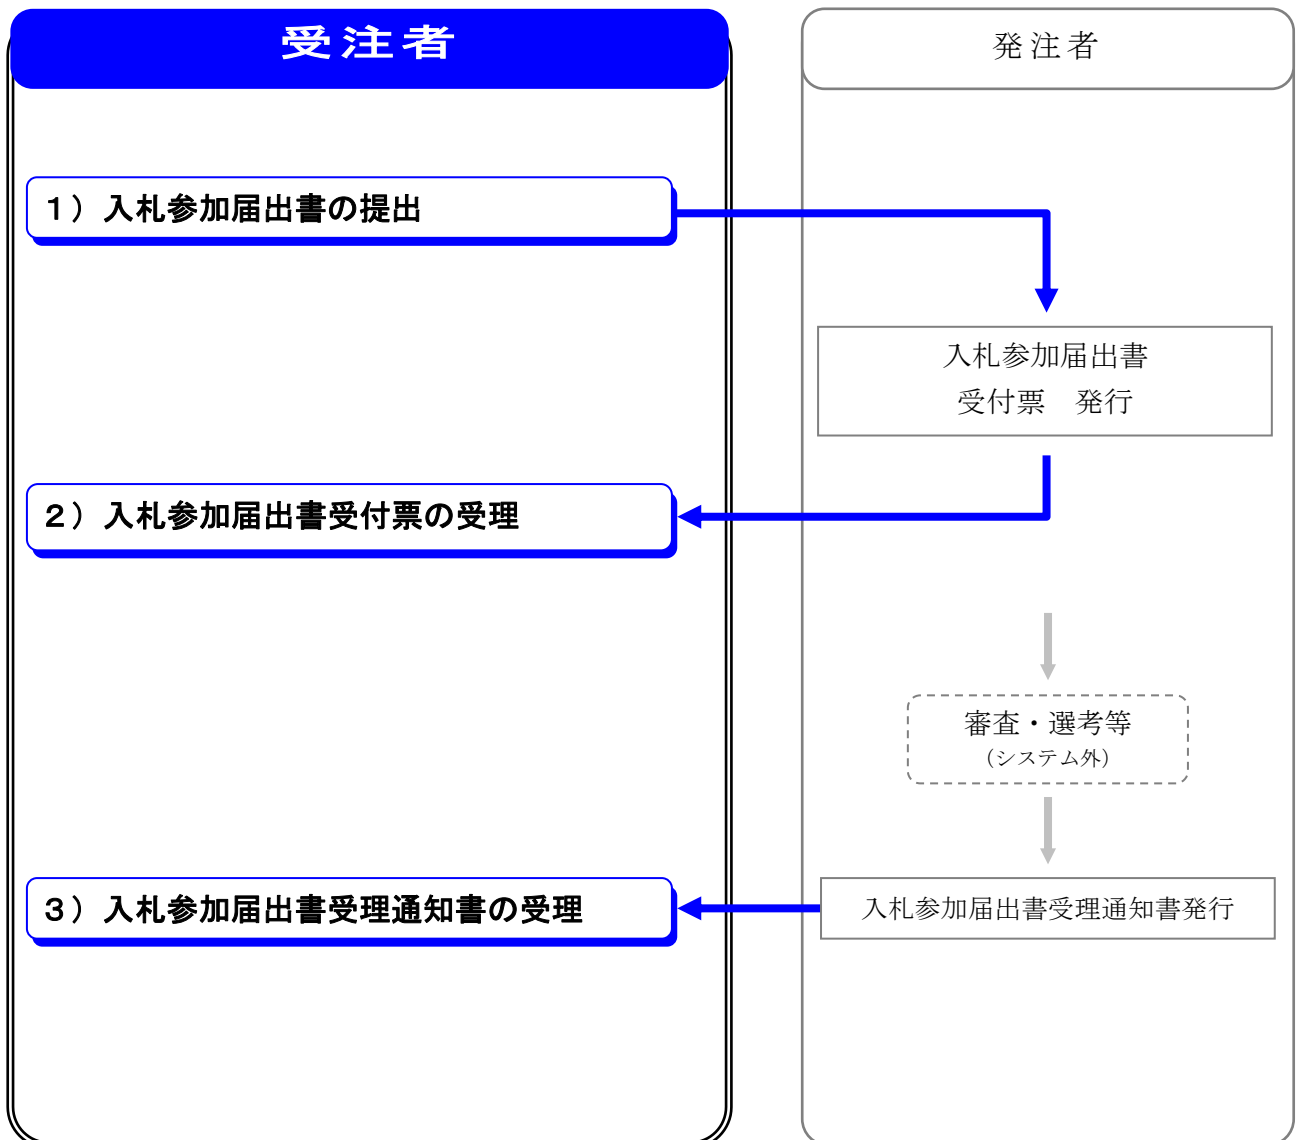 受注者
発注者
１）入札参加届出書の提出
入札参加届出書
受付票　発行
２）入札参加届出書受付票の受理
審査・選考等
（システム外）
３）入札参加届出書受理通知書の受理
入札参加届出書受理通知書発行